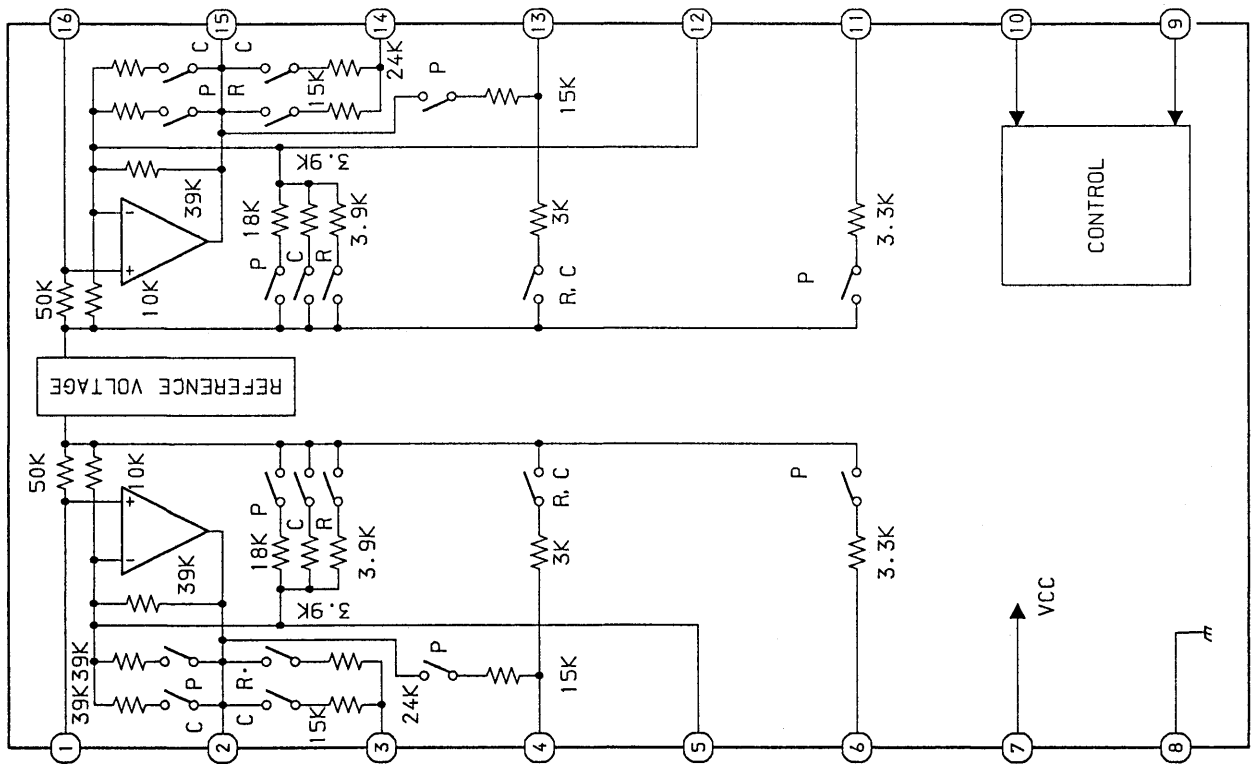 16
15
14
13
12
11
10
9
C
C
24K
P
P
R
15K
15K
3.9K
39K
18K
3.9K
3K
3.3K
P
C
R
R, C
P
50K
10K
CONTROL
REFERENCE VOLTAGE
50K
10K
P
C
R
R, C
P
18K
3.9K
3K
3.3K
39K
3.9K
VCC
39K
39K
P
R.
P
C
C
15K
24K
15K
1
2
3
4
5
6
7
8